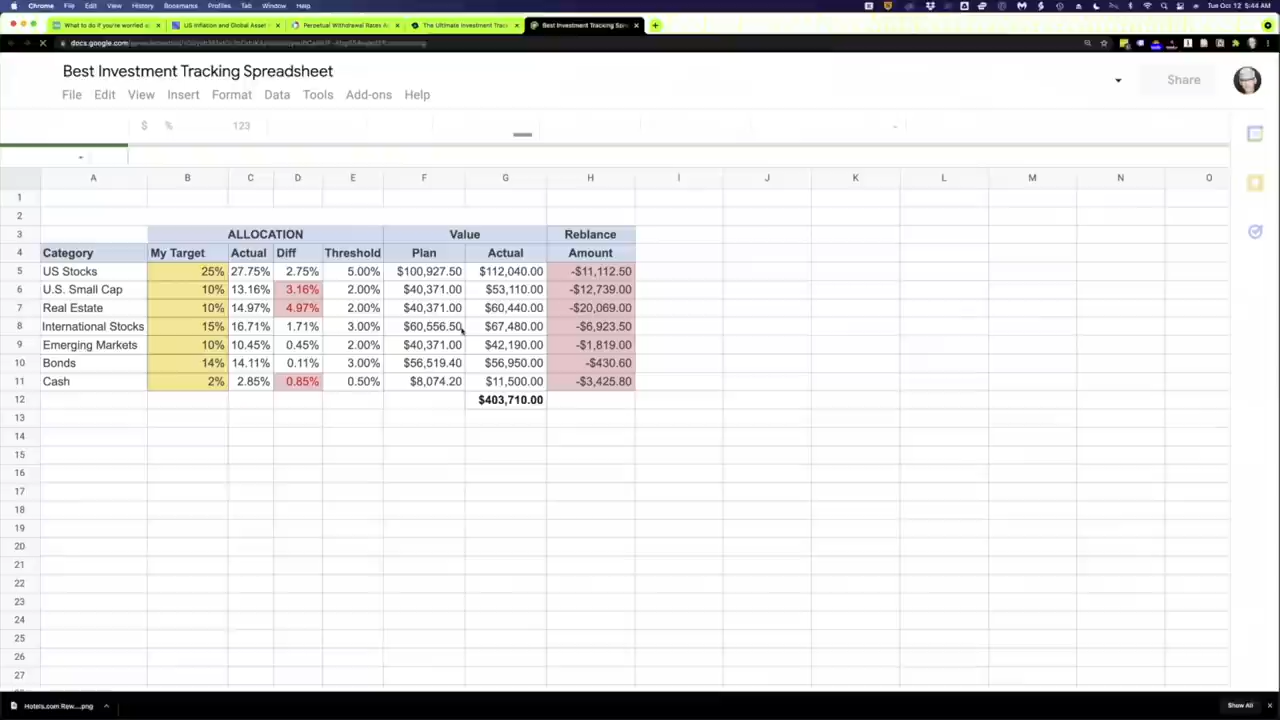 Chrome File Edit View History Bookmarks Profiles Tab Window Help Tue Oct 12 5:44 AM
What to do if you're worried a US Inflation and Global Asset Perpetual Withdrawal Rates A The Ultimate Investment Track Best Investment Tracking Spre
docs.google.com
Best Investment Tracking Spreadsheet
Share
File Edit View Insert Format Data Tools Add-ons Help
$ % 123
A B C D E F G H I J K L M N O
1
2
3 ALLOCATION Value Reblance
4 Category My Target Actual Diff Threshold Plan Actual Amount
5 US Stocks 25% 27.75% 2.75% 5.00% $100,927.50 $112,040.00 -$11,112.50
6 U.S. Small Cap 10% 13.16% 3.16% 2.00% $40,371.00 $53,110.00 -$12,739.00
7 Real Estate 10% 14.97% 4.97% 2.00% $40,371.00 $60,440.00 -$20,069.00
8 International Stocks 15% 16.71% 1.71% 3.00% $60,556.50 $67,480.00 -$6,923.50
9 Emerging Markets 10% 10.45% 0.45% 2.00% $40,371.00 $42,190.00 -$1,819.00
10 Bonds 14% 14.11% 0.11% 3.00% $56,519.40 $56,950.00 -$430.60
11 Cash 2% 2.85% 0.85% 0.50% $8,074.20 $11,500.00 -$3,425.80
12 $403,710.00
13
14
15
16
17
18
19
20
21
22
23
24
25
26
27
Hotels.com Rew....png Show All